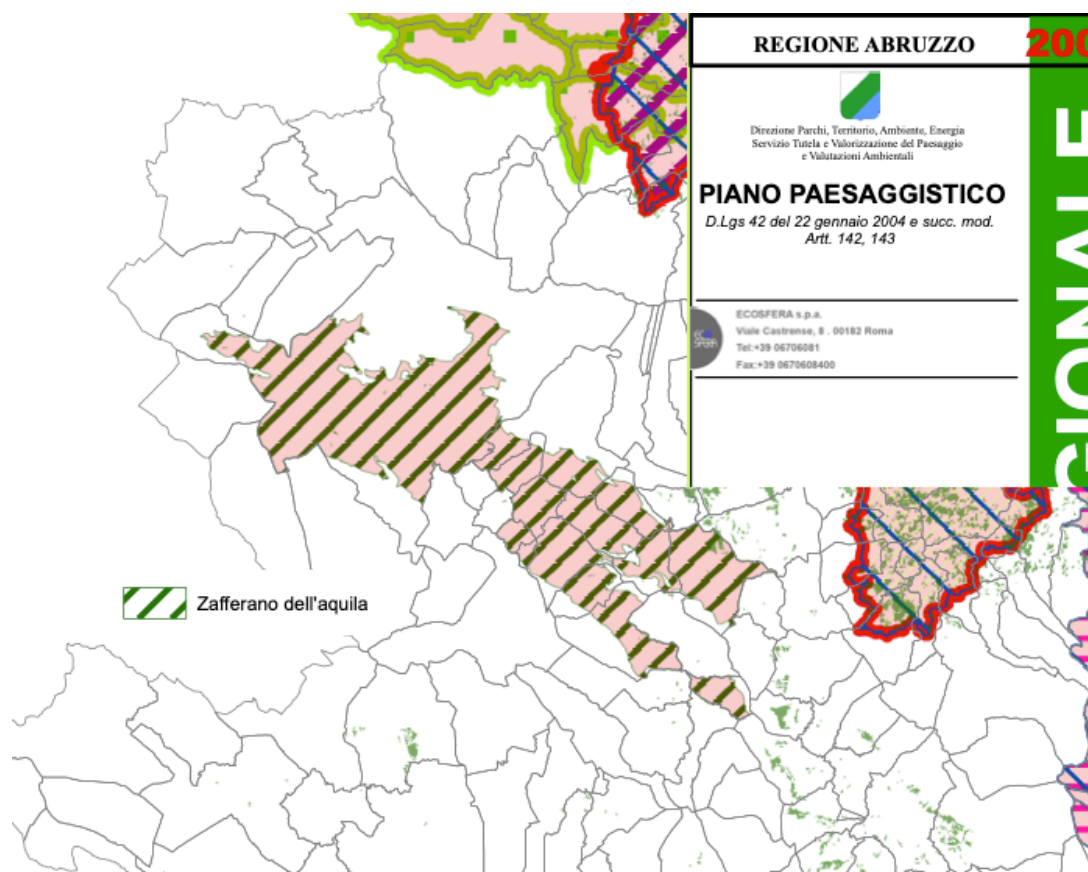 REGIONE ABRUZZO
200
Direzione Parchi, Territorio, Ambiente, Energia
Servizio Tutela e Valorizzazione del Paesaggio
e Valutazioni Ambientali
PIANO PAESAGGISTICO
D.Lgs 42 del 22 gennaio 2004 e succ. mod.
Artt. 142, 143
ECOSFERA s.p.a.
Viale Castrense, 8 . 00182 Roma
Tel:+39 06706081
Fax:+39 0670608400
GIONALE
Zafferano dell'aquila